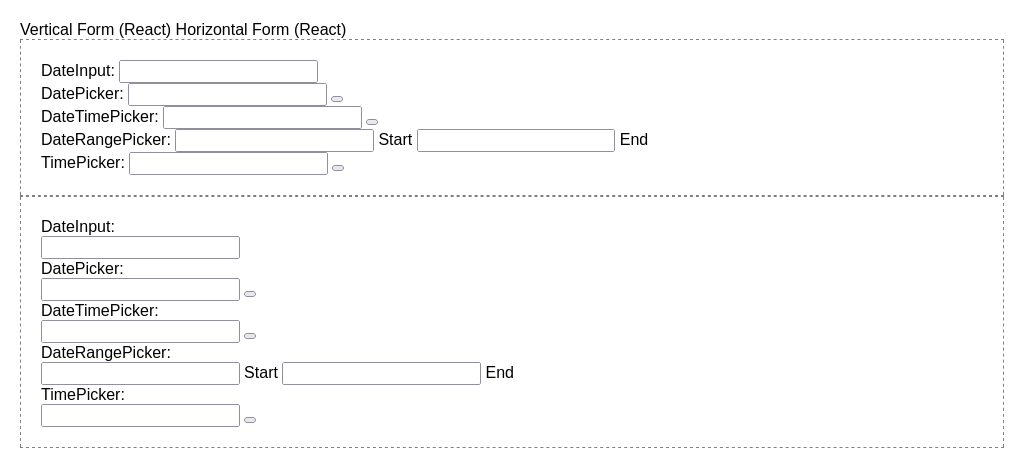 Vertical Form (React) Horizontal Form (React)
DateInput:
DatePicker:
DateTimePicker:
DateRangePicker: Start End
TimePicker:
DateInput:
DatePicker:
DateTimePicker:
DateRangePicker:
Start End
TimePicker: